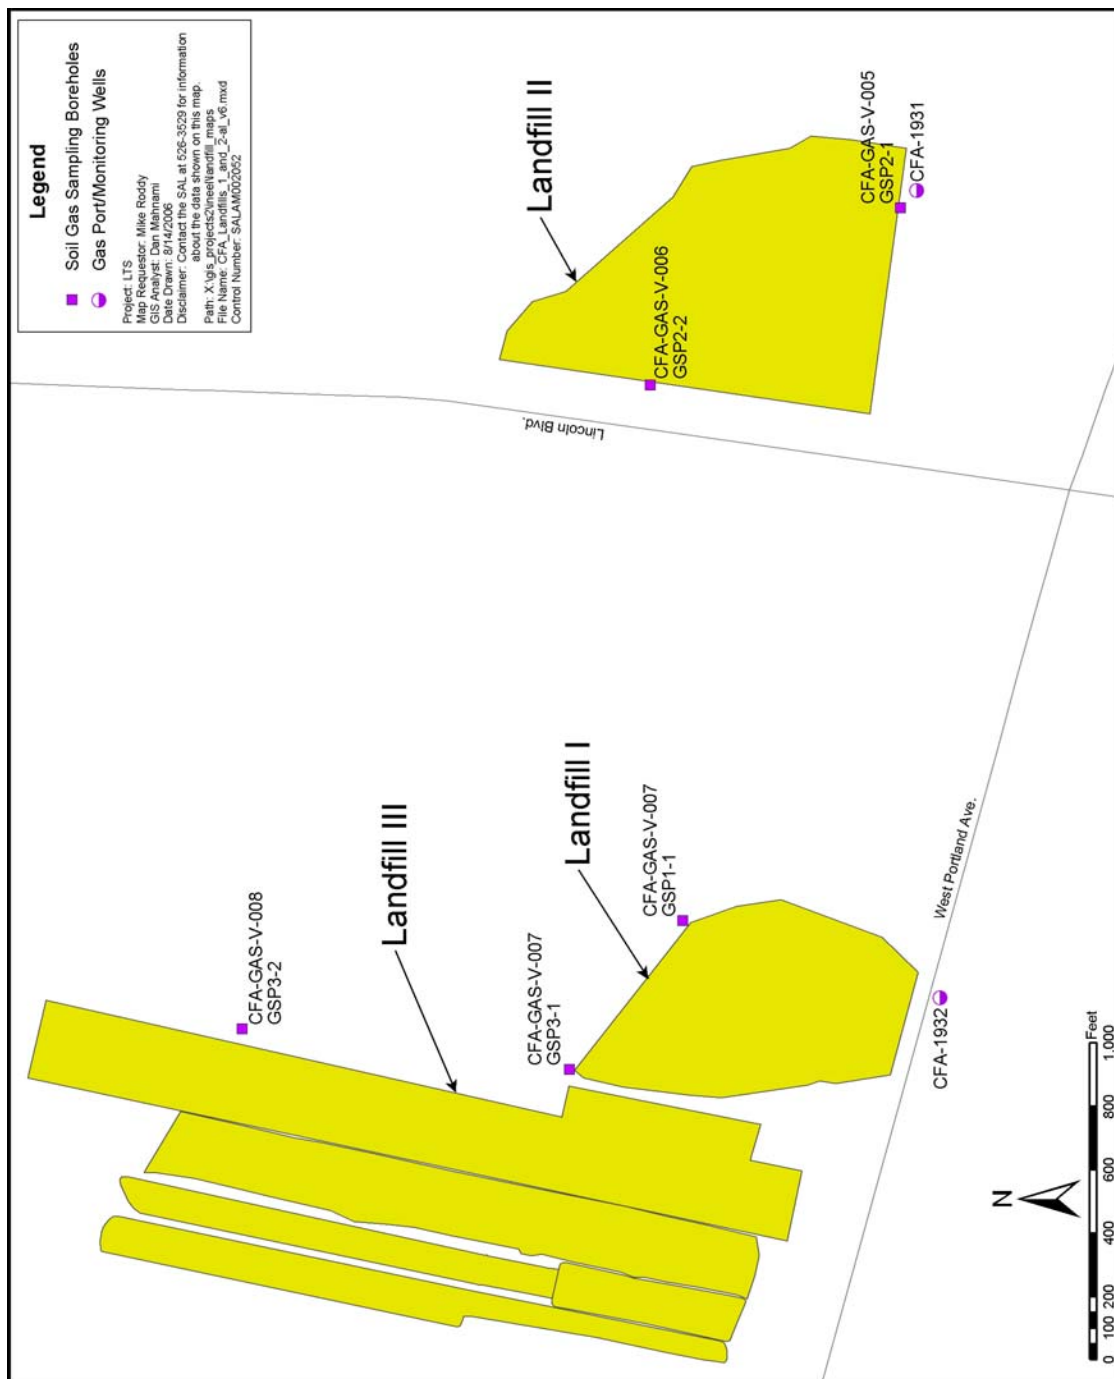 Legend
Soil Gas Sampling Boreholes
Gas Port/Monitoring Wells
Project: LTS
Map Requestor: Mike Roddy
GIS Analyst: Dan Mahnami
Date Drawn: 8/14/2006
Disclaimer: Contact the SAL at 526-3529 for information
about the data shown on this map.
Path: X:\gis_projects2\ineel\landfill_maps
File Name: CFA_Landfills_1_and_2-al_v6.mxd
Control Number: SALAM002052
Landfill II
CFA-GAS-V-005
GSP2-1
CFA-1931
CFA-GAS-V-006
GSP2-2
Lincoln Blvd.
Landfill III
Landfill I
CFA-GAS-V-008
GSP3-2
CFA-GAS-V-007
GSP3-1
CFA-GAS-V-007
GSP1-1
West Portland Ave.
CFA-1932
N
0 100 200 400 600 800 1,000
Feet